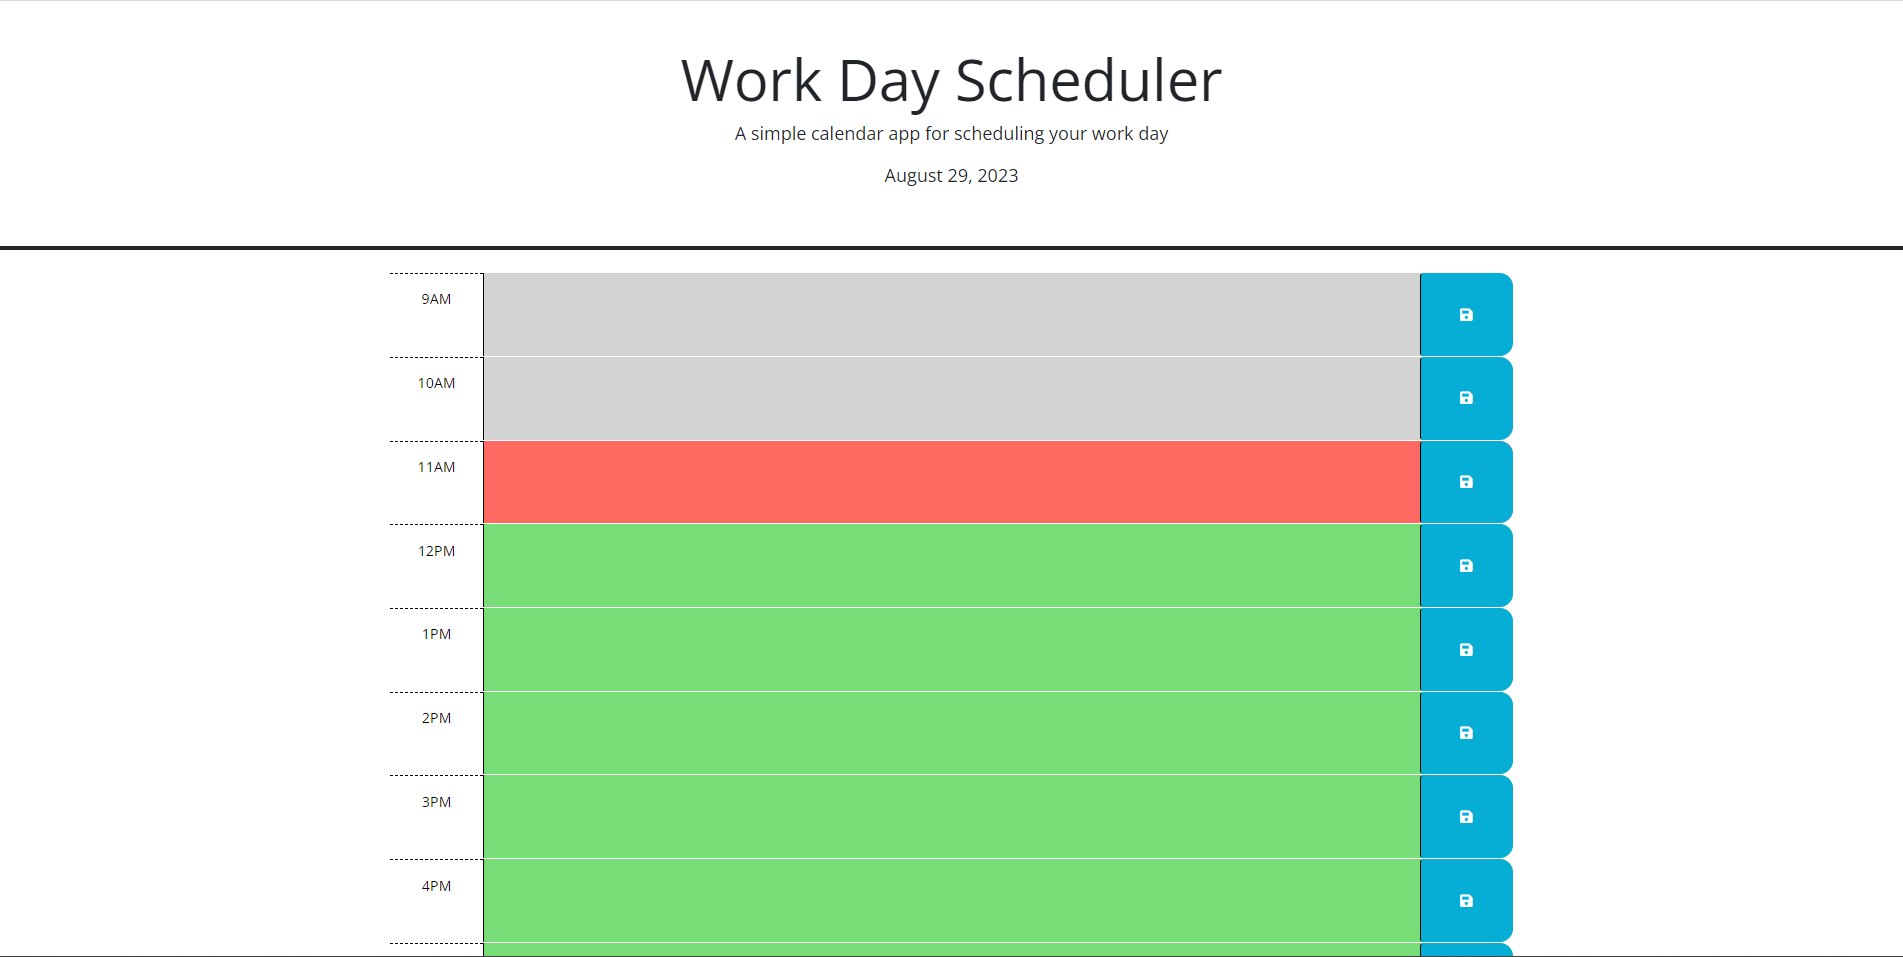 Work Day Scheduler
A simple calendar app for scheduling your work day
August 29, 2023
9AM
10AM
11AM
12PM
1PM
2PM
3PM
4PM